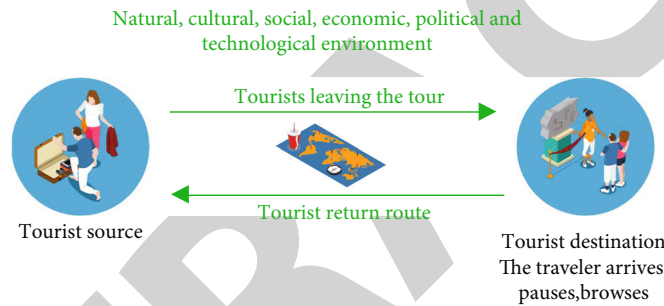 Natural, cultural, social, economic, political and
technological environment
Tourists leaving the tour
Tourist return route
Tourist source
Tourist destination
The traveler arrives
pauses,browses